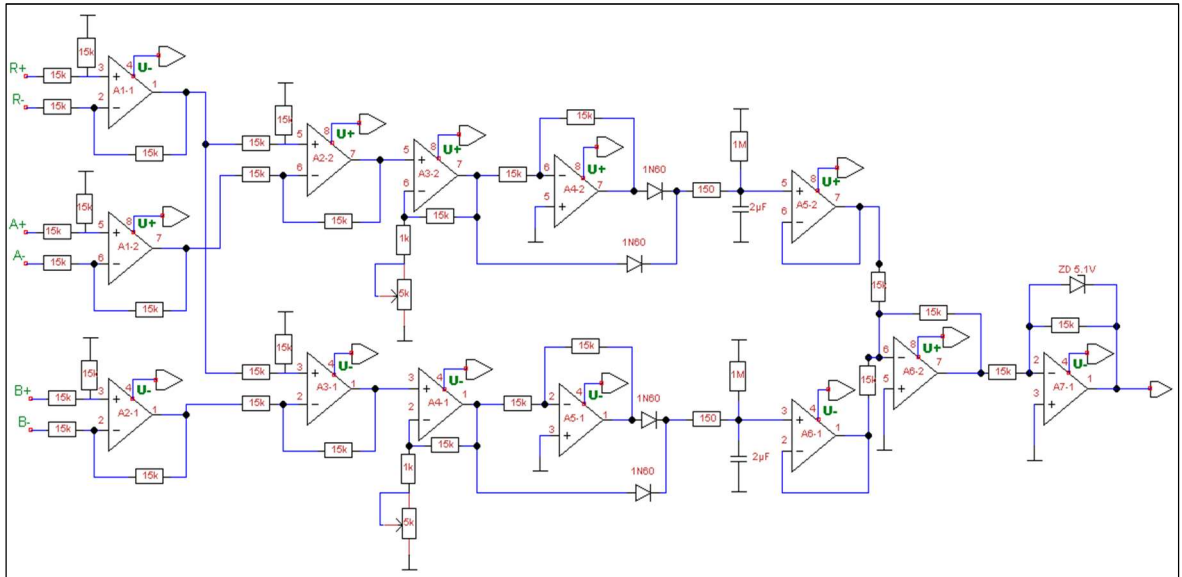 R+
15k
15k
3
4
U-
A1-1
1
R-
15k
2
15k
A+
15k
15k
5
8
U+
A1-2
7
A-
15k
6
15k
B+
15k
15k
3
4
U-
A2-1
1
B-
15k
2
15k
15k
15k
5
8
U+
A2-2
7
15k
6
15k
15k
15k
3
4
U-
A3-1
1
15k
2
15k
5
8
U+
A3-2
7
6
15k
1k
5k
3
4
U-
A4-1
1
2
15k
1k
5k
15k
15k
6
8
U+
A4-2
7
5
1N60
1N60
15k
15k
2
4
U-
A5-1
1
3
1N60
1N60
150
1M
2µF
5
8
U+
A5-2
7
6
150
1M
2µF
3
4
U-
A6-1
1
2
15k
15k
15k
6
8
U+
A6-2
7
5
15k
ZD 5.1V
15k
2
4
U-
A7-1
1
3